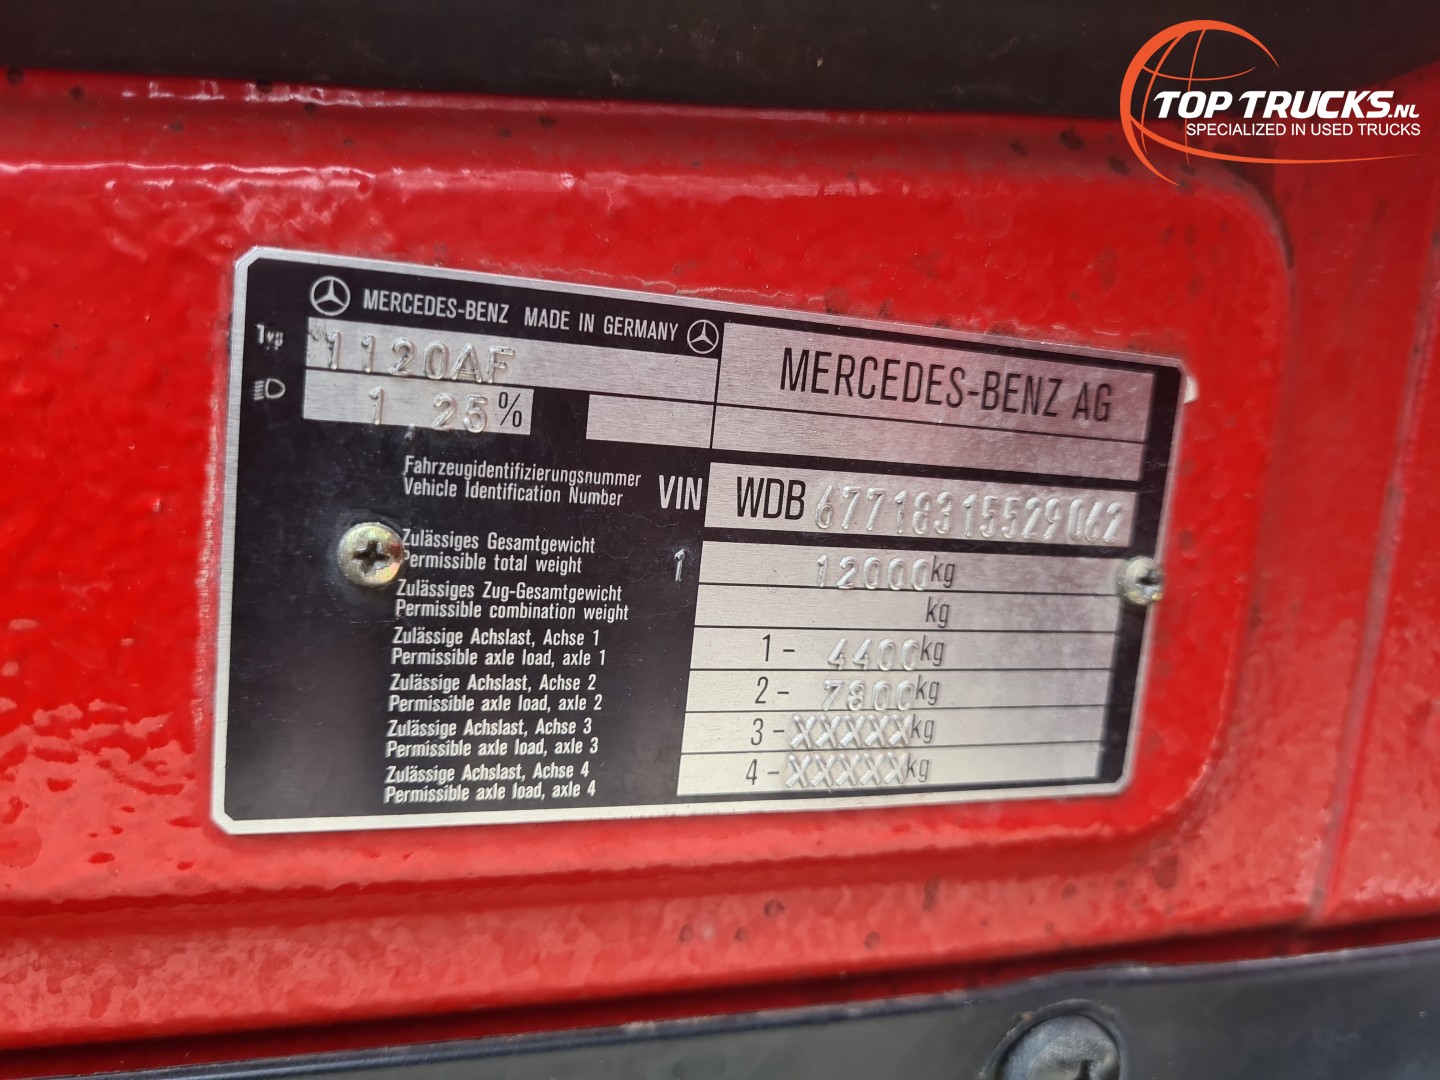 TOP TRUCKS.NL
SPECIALIZED IN USED TRUCKS
MERCEDES-BENZ MADE IN GERMANY
Typ 1120AF
MERCEDES-BENZ AG
1 25%
Fahrzeugidentifizierungsnummer
Vehicle Identification Number
VIN WDB 67718315529062
Zulässiges Gesamtgewicht
Permissible total weight
1 12000kg
Zulässiges Zug-Gesamtgewicht
Permissible combination weight
kg
Zulässige Achslast, Achse 1
Permissible axle load, axle 1
1- 4400kg
Zulässige Achslast, Achse 2
Permissible axle load, axle 2
2- 7800kg
Zulässige Achslast, Achse 3
Permissible axle load, axle 3
3-XXXXXkg
Zulässige Achslast, Achse 4
Permissible axle load, axle 4
4-XXXXXkg